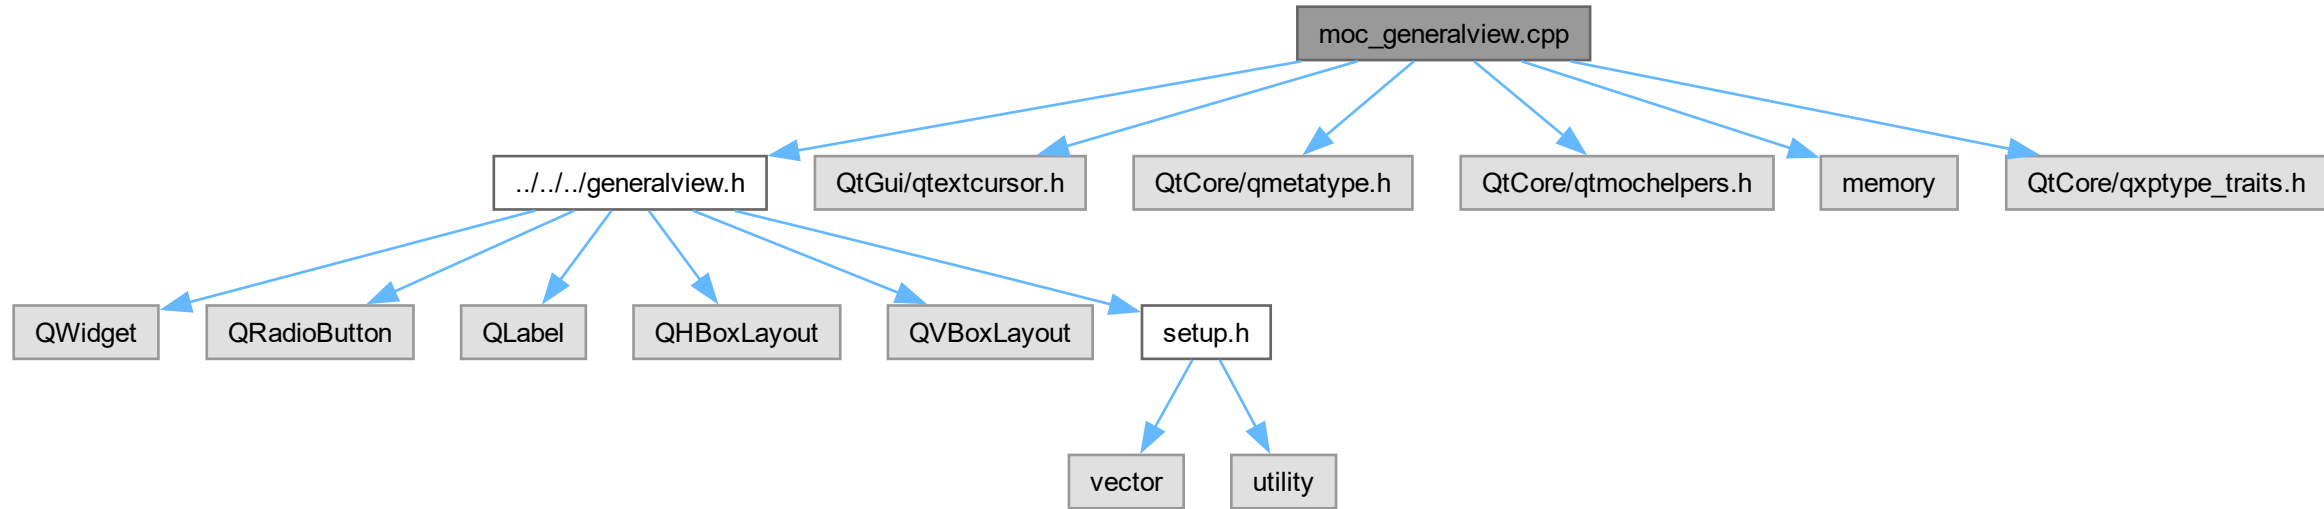 moc_generalview.cpp
../../../generalview.h
QtGui/qtextcursor.h
QtCore/qmetatype.h
QtCore/qtmochelpers.h
memory
QtCore/qxptype_traits.h
QWidget
QRadioButton
QLabel
QHBoxLayout
QVBoxLayout
setup.h
vector
utility